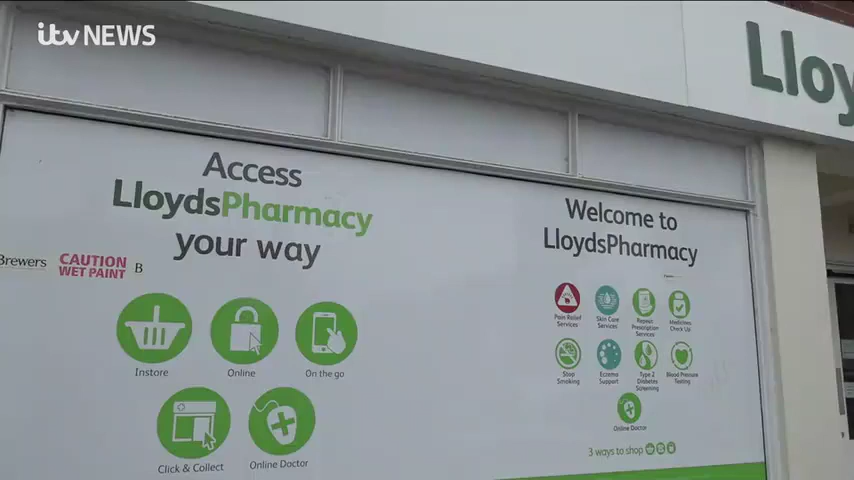 itv NEWS
Lloy
Access
LloydsPharmacy
your way
Brewers CAUTION WET PAINT B
Instore
Online
On the go
Click & Collect
Online Doctor
Welcome to
LloydsPharmacy
Pain Relief Services
Skin Care Services
Repeat Prescription Services
Medicines Check Up
Stop Smoking
Eczema Support
Type 2 Diabetes Screening
Blood Pressure Testing
Online Doctor
3 ways to shop